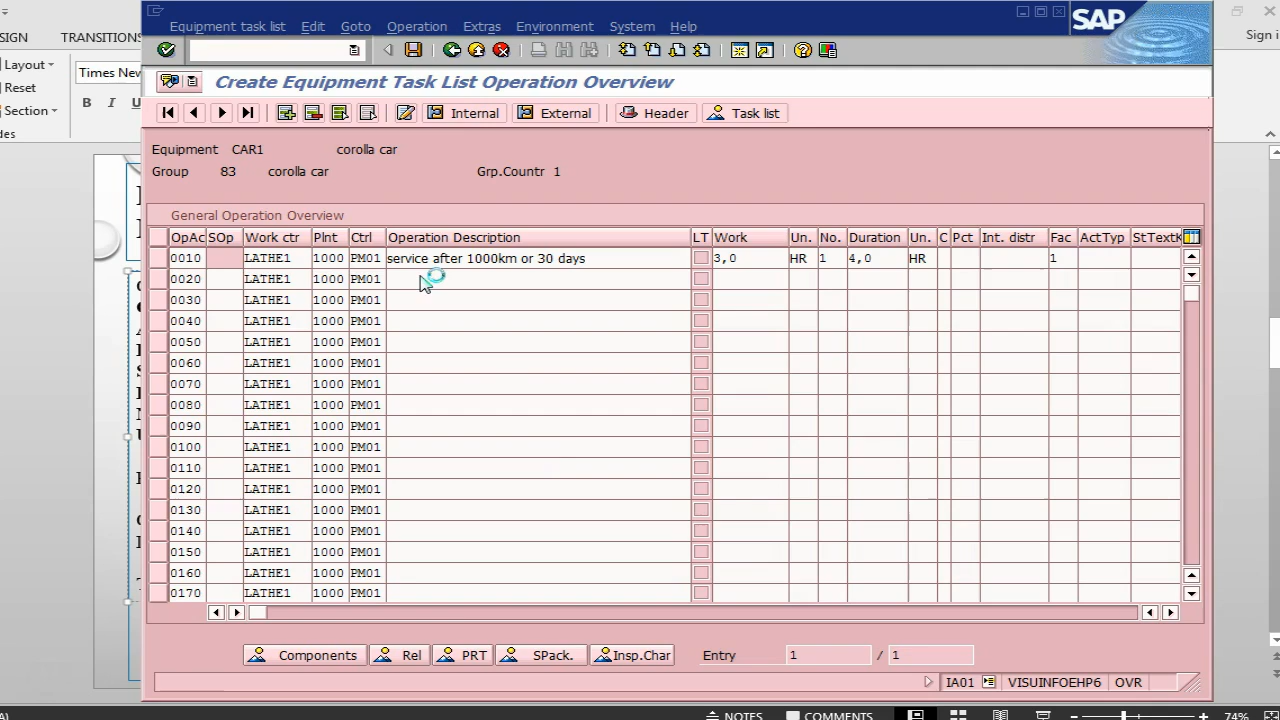 SIGN
TRANSITIONS
Sign i
Layout
Reset
Section
Times New
B I U
Equipment task list Edit Goto Operation Extras Environment System Help
SAP
Create Equipment Task List Operation Overview
Internal External Header Task list
Equipment CAR1 corolla car
Group 83 corolla car Grp.Countr 1
General Operation Overview
OpAc SOp Work ctr Plnt Ctrl Operation Description LT Work Un. No. Duration Un. C Pct Int. distr Fac ActTyp StTextK
0010 LATHE1 1000 PM01 service after 1000km or 30 days 3,0 HR 1 4,0 HR 1
0020 LATHE1 1000 PM01
0030 LATHE1 1000 PM01
0040 LATHE1 1000 PM01
0050 LATHE1 1000 PM01
0060 LATHE1 1000 PM01
0070 LATHE1 1000 PM01
0080 LATHE1 1000 PM01
0090 LATHE1 1000 PM01
0100 LATHE1 1000 PM01
0110 LATHE1 1000 PM01
0120 LATHE1 1000 PM01
0130 LATHE1 1000 PM01
0140 LATHE1 1000 PM01
0150 LATHE1 1000 PM01
0160 LATHE1 1000 PM01
0170 LATHE1 1000 PM01
Components Rel PRT SPack. Insp.Char Entry 1 / 1
IA01 VISUINFOEHP6 OVR
NOTES COMMENTS 74%